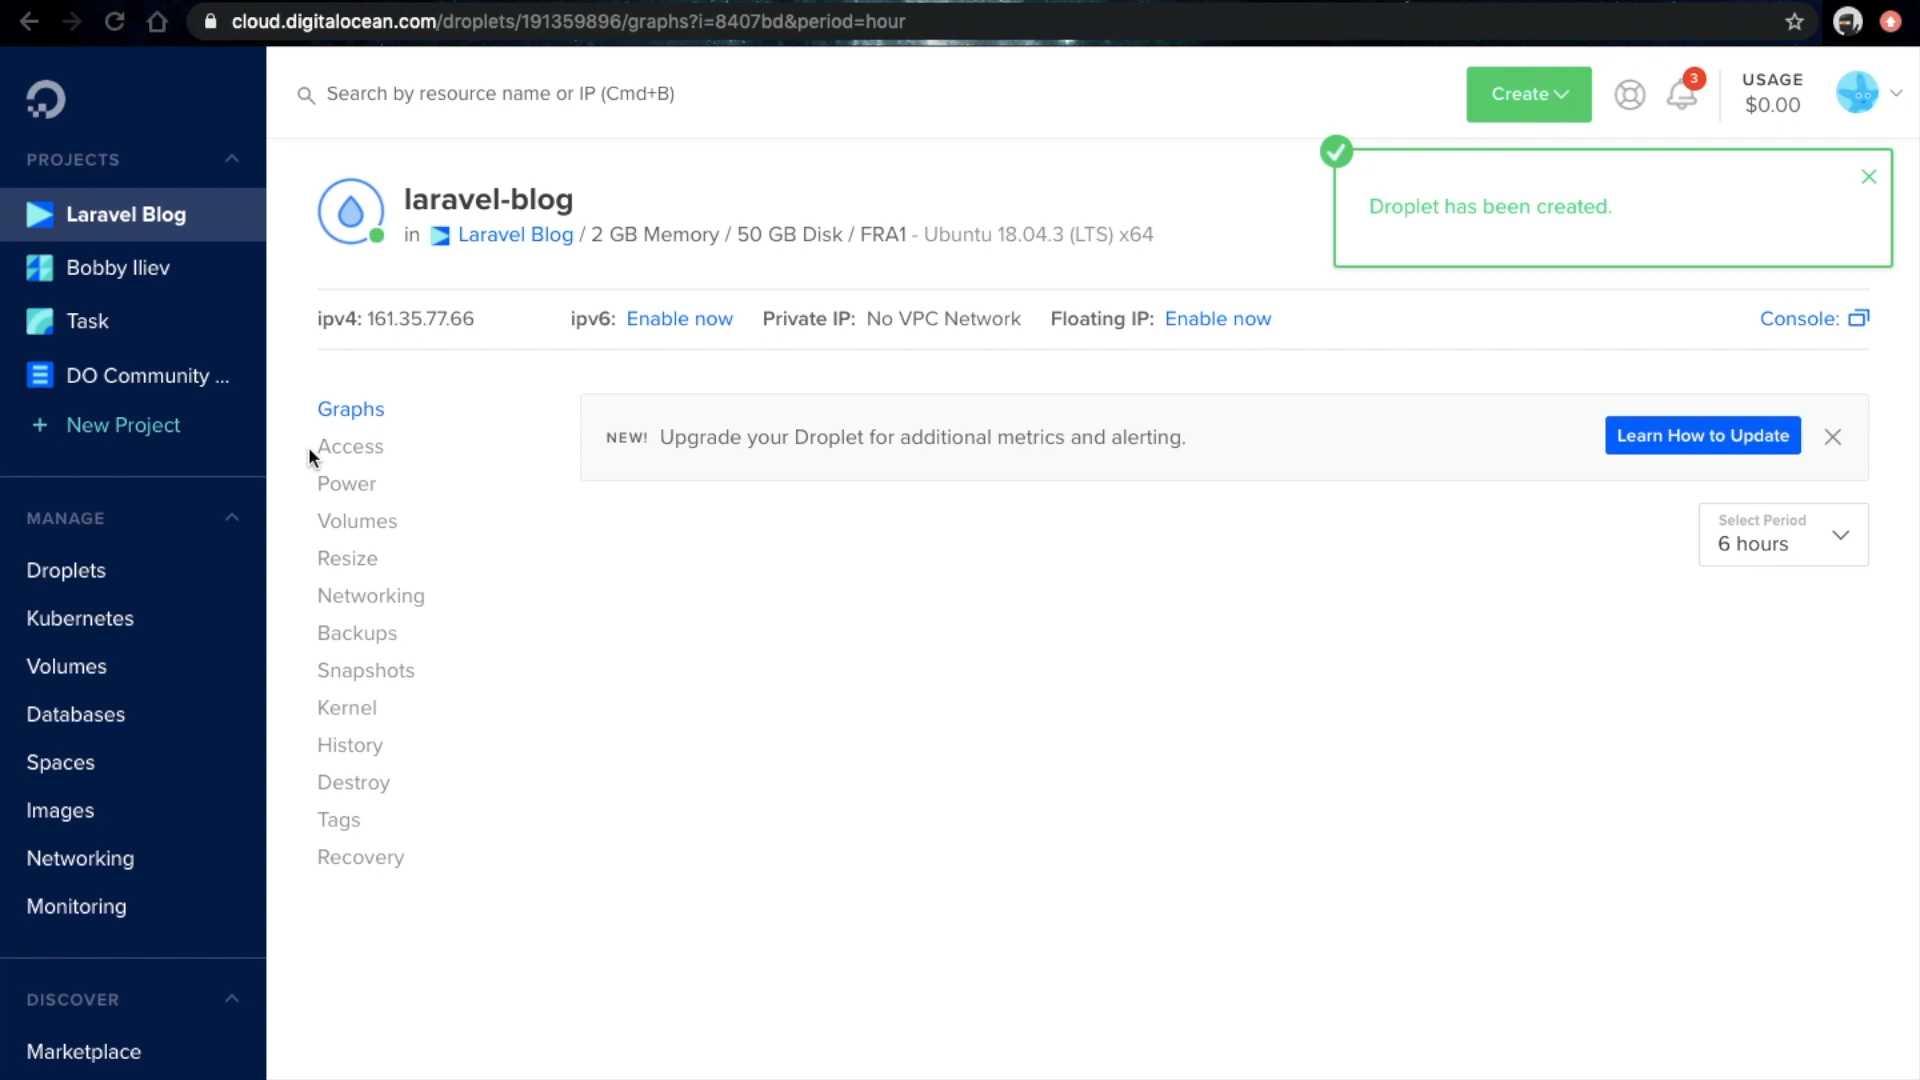 cloud.digitalocean.com/droplets/191359896/graphs?i=8407bd&period=hour
Search by resource name or IP (Cmd+B)
Create
3
USAGE
$0.00
PROJECTS
Laravel Blog
Bobby Iliev
Task
DO Community ...
+ New Project
MANAGE
Droplets
Kubernetes
Volumes
Databases
Spaces
Images
Networking
Monitoring
DISCOVER
Marketplace
Droplet has been created.
laravel-blog
in Laravel Blog / 2 GB Memory / 50 GB Disk / FRA1 - Ubuntu 18.04.3 (LTS) x64
ipv4: 161.35.77.66 ipv6: Enable now Private IP: No VPC Network Floating IP: Enable now Console:
Graphs
Access
Power
Volumes
Resize
Networking
Backups
Snapshots
Kernel
History
Destroy
Tags
Recovery
NEW! Upgrade your Droplet for additional metrics and alerting.
Learn How to Update
Select Period
6 hours